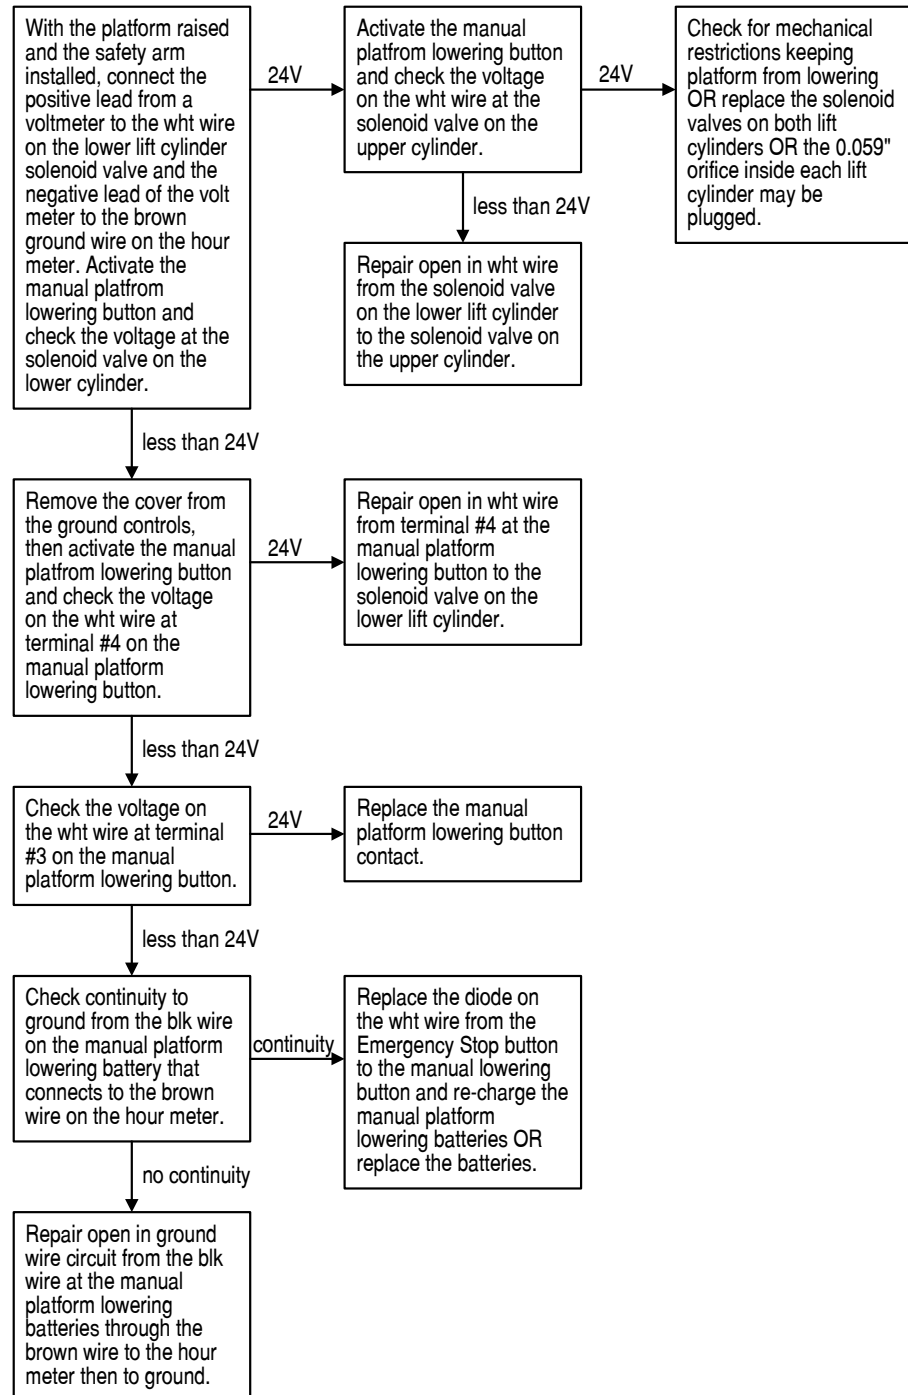 With the platform raised
and the safety arm
installed, connect the
positive lead from a
voltmeter to the wht wire
on the lower lift cylinder
solenoid valve and the
negative lead of the volt
meter to the brown
ground wire on the hour
meter. Activate the
manual platfrom
lowering button and
check the voltage at the
solenoid valve on the
lower cylinder.
24V
Activate the manual
platfrom lowering button
and check the voltage
on the wht wire at the
solenoid valve on the
upper cylinder.
24V
Check for mechanical
restrictions keeping
platform from lowering
OR replace the solenoid
valves on both lift
cylinders OR the 0.059"
orifice inside each lift
cylinder may be
plugged.
less than 24V
Repair open in wht wire
from the solenoid valve
on the lower lift cylinder
to the solenoid valve on
the upper cylinder.
less than 24V
Remove the cover from
the ground controls,
then activate the manual
platfrom lowering button
and check the voltage
on the wht wire at
terminal #4 on the
manual platform
lowering button.
24V
Repair open in wht wire
from terminal #4 at the
manual platform
lowering button to the
solenoid valve on the
lower lift cylinder.
less than 24V
Check the voltage on
the wht wire at terminal
#3 on the manual
platform lowering button.
24V
Replace the manual
platform lowering button
contact.
less than 24V
Check continuity to
ground from the blk wire
on the manual platform
lowering battery that
connects to the brown
wire on the hour meter.
continuity
Replace the diode on
the wht wire from the
Emergency Stop button
to the manual lowering
button and re-charge the
manual platform
lowering batteries OR
replace the batteries.
no continuity
Repair open in ground
wire circuit from the blk
wire at the manual
platform lowering
batteries through the
brown wire to the hour
meter then to ground.